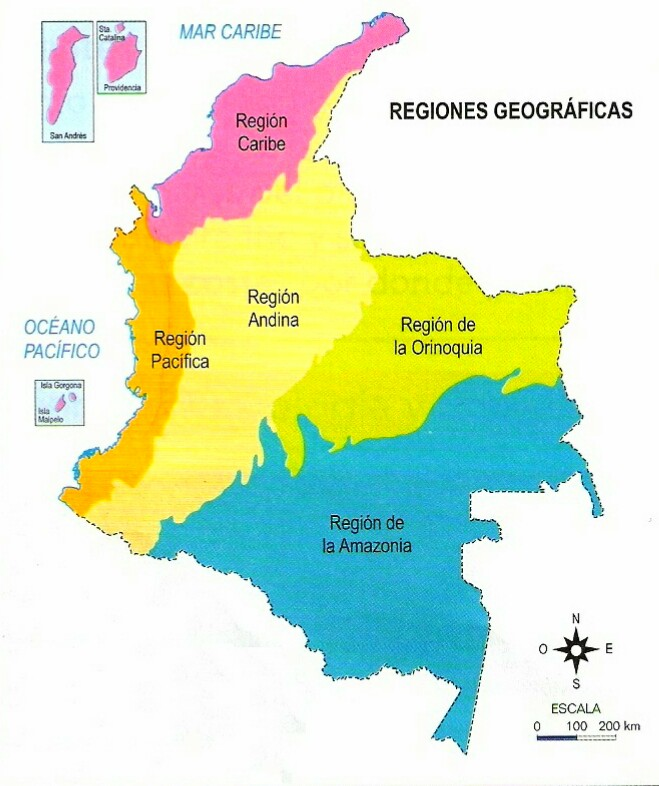 MAR CARIBE
Sta.
Catalina
Providencia
San Andrés
REGIONES GEOGRÁFICAS
Región
Caribe
Región
Andina
OCÉANO
PACÍFICO
Región
Pacífica
Región de
la Orinoquia
Isla Gorgona
Isla
Malpelo
Región de
la Amazonia
N
O
E
S
ESCALA
0 100 200 km